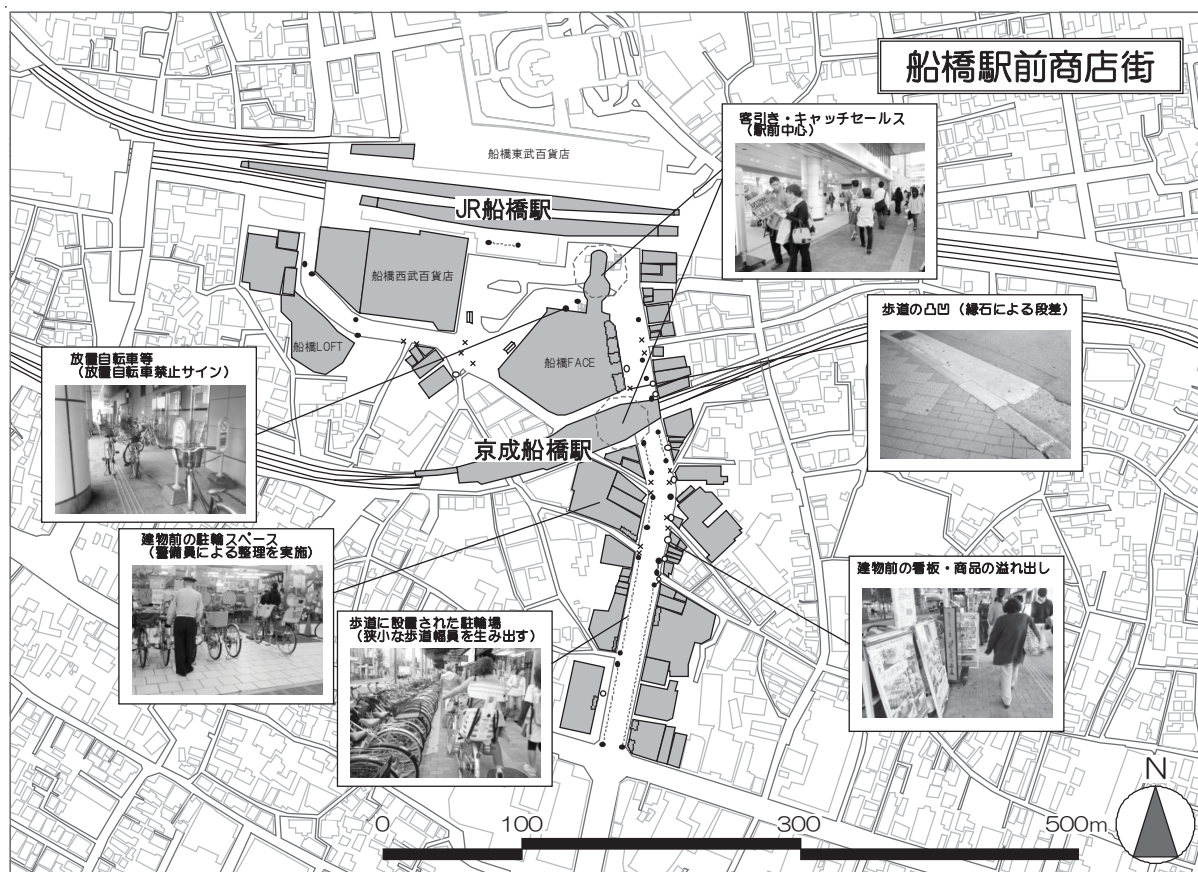 船橋駅前商店街
客引き・キャッチセールス
（駅前中心）
船橋東武百貨店
JR船橋駅
船橋西武百貨店
歩道の凸凹（縁石による段差）
船橋LOFT
船橋FACE
放置自転車等
（放置自転車禁止サイン）
京成船橋駅
建物前の駐輪スペース
（警備員による整理を実施）
建物前の看板・商品の溢れ出し
歩道に設置された駐輪場
（狭小な歩道幅員を生み出す）
N
0 100 300 500m